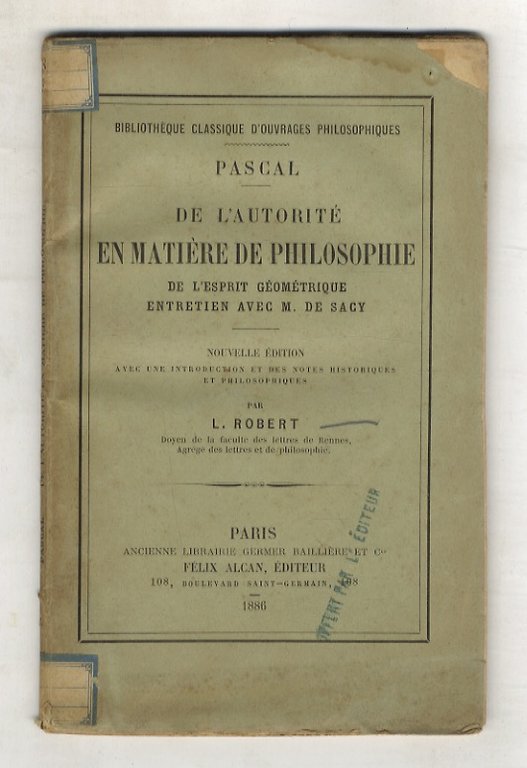 BIBLIOTHÈQUE CLASSIQUE D'OUVRAGES PHILOSOPHIQUES
PASCAL
DE L'AUTORITÉ
EN MATIÈRE DE PHILOSOPHIE
DE L'ESPRIT GÉOMÉTRIQUE
ENTRETIEN AVEC M. DE SACY
NOUVELLE ÉDITION
AVEC UNE INTRODUCTION ET DES NOTES HISTORIQUES
ET PHILOSOPHIQUES
PAR
L. ROBERT
Doyen de la faculté des lettres de Rennes,
Agrégé des lettres et de philosophie.
PARIS
ANCIENNE LIBRAIRIE GERMER BAILLIÈRE ET Cie
FÉLIX ALCAN, ÉDITEUR
108, BOULEVARD SAINT-GERMAIN, 108
1886
OFFERT PAR L'ÉDITEUR